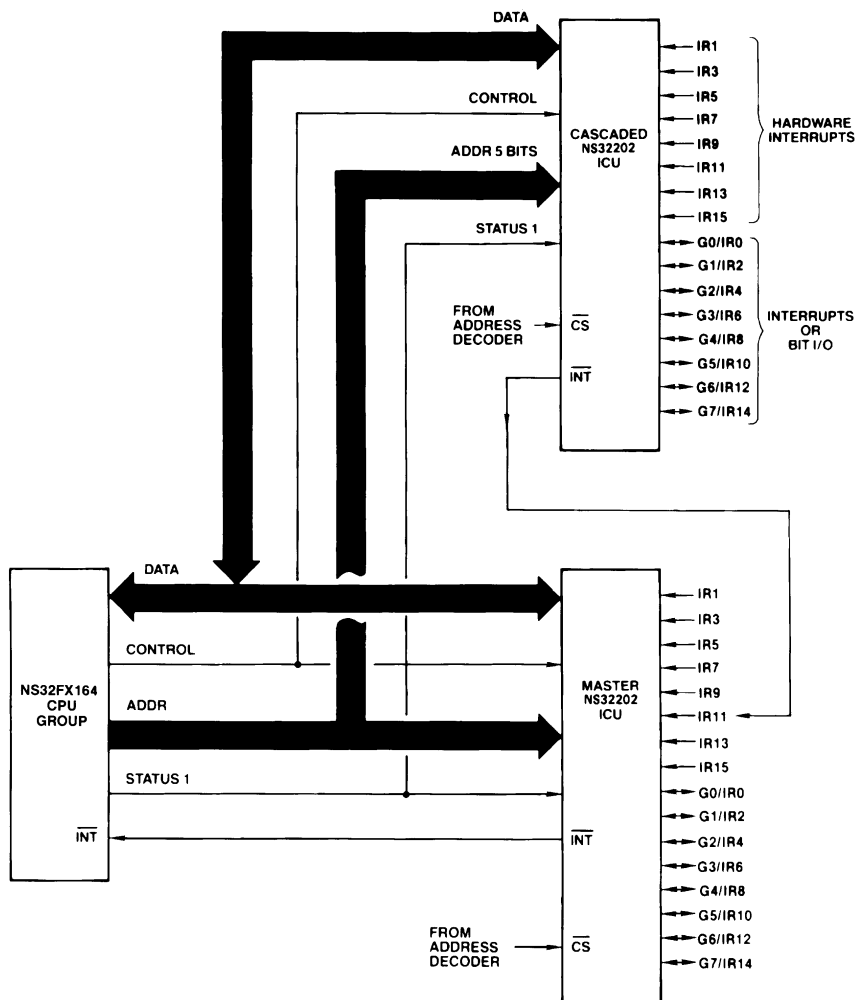 DATA
CONTROL
ADDR 5 BITS
STATUS 1
FROM
ADDRESS
DECODER
CASCADED
NS32202
ICU
CS
INT
IR1
IR3
IR5
IR7
IR9
IR11
IR13
IR15
G0/IR0
G1/IR2
G2/IR4
G3/IR6
G4/IR8
G5/IR10
G6/IR12
G7/IR14
HARDWARE
INTERRUPTS
INTERRUPTS
OR
BIT I/O
NS32FX164
CPU
GROUP
INT
DATA
CONTROL
ADDR
STATUS 1
FROM
ADDRESS
DECODER
MASTER
NS32202
ICU
INT
CS
IR1
IR3
IR5
IR7
IR9
IR11
IR13
IR15
G0/IR0
G1/IR2
G2/IR4
G3/IR6
G4/IR8
G5/IR10
G6/IR12
G7/IR14